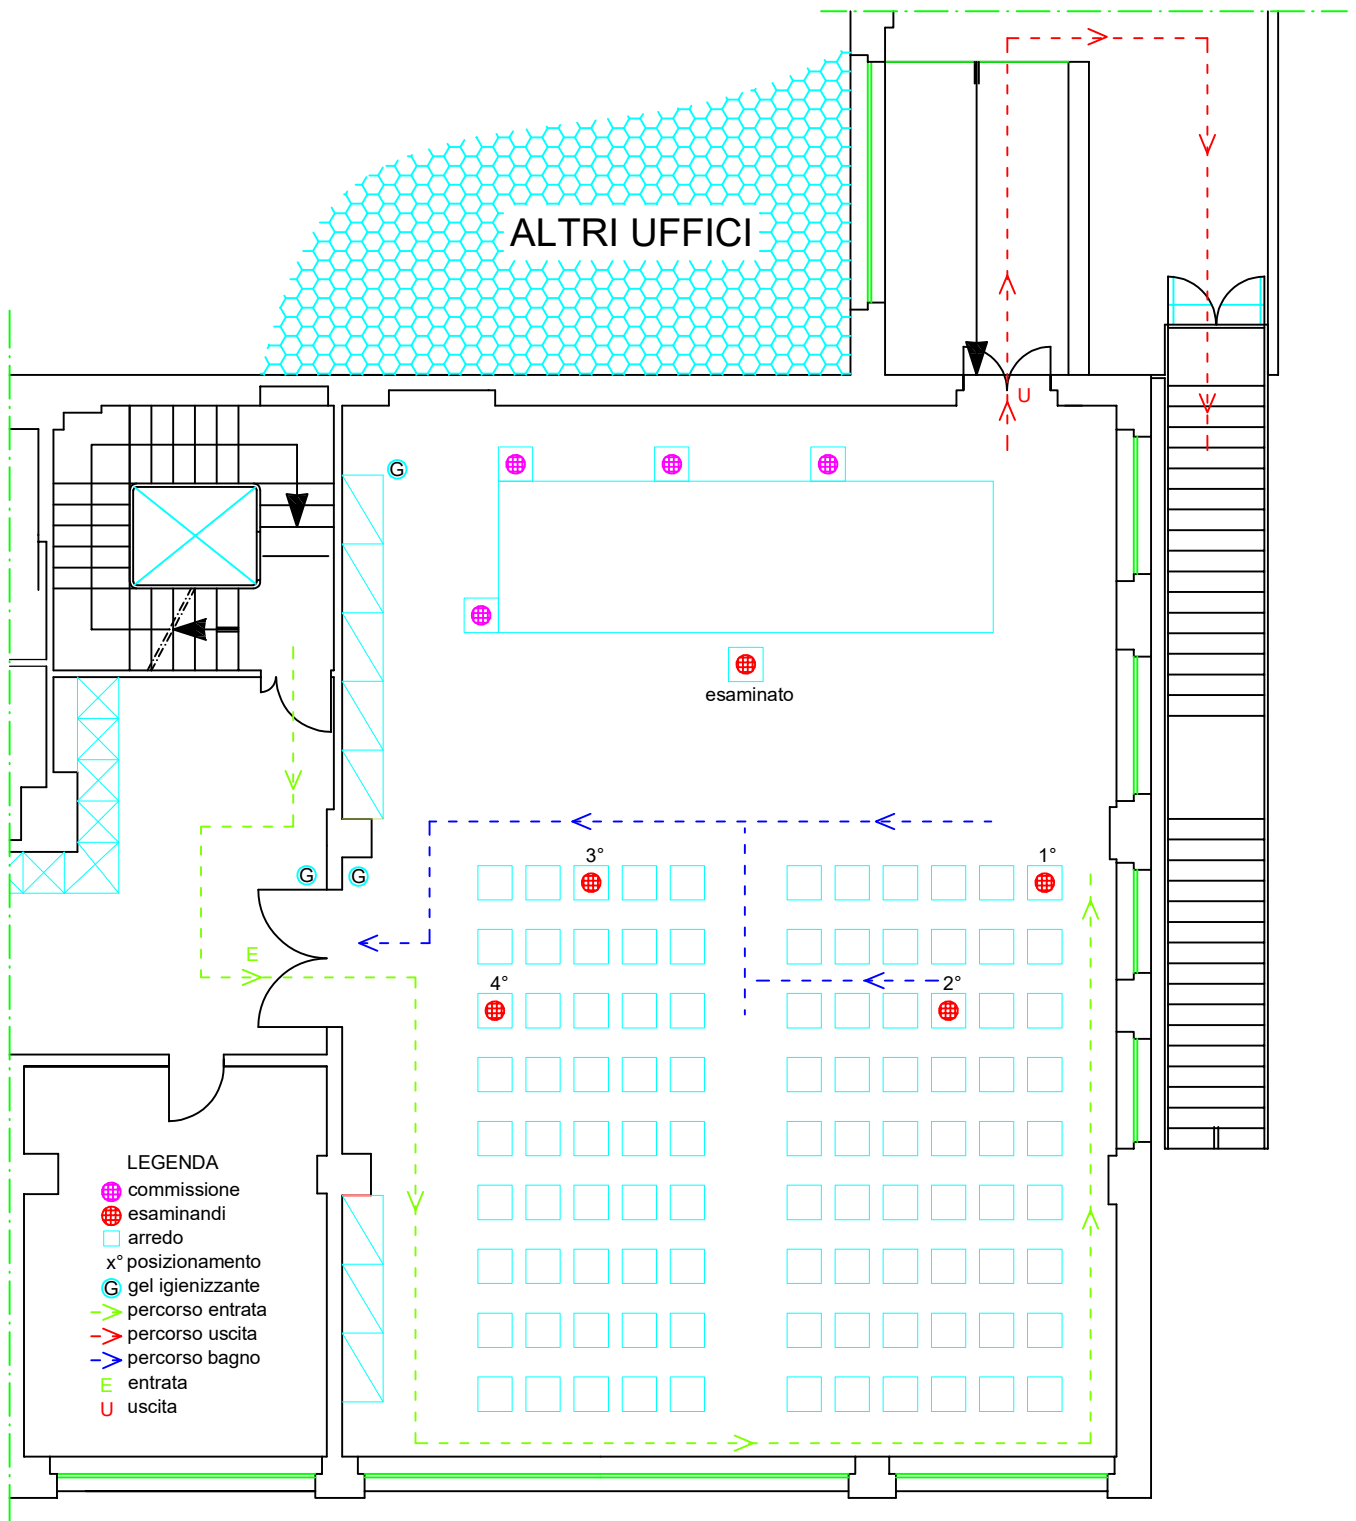 ALTRI UFFICI
U
G
esaminato
3°
1°
G
G
E
4°
2°
LEGENDA
commissione
esaminandi
arredo
x° posizionamento
G gel igienizzante
percorso entrata
percorso uscita
percorso bagno
E entrata
U uscita